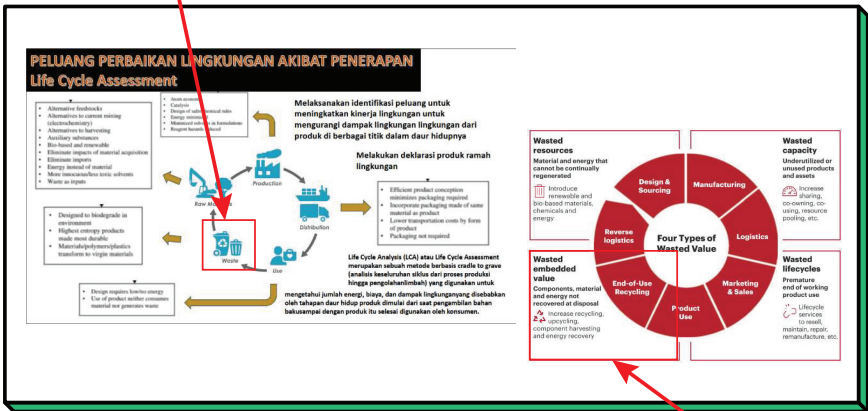 PELUANG PERBAIKAN LINGKUNGAN AKIBAT PENERAPAN
Life Cycle Assessment
Alternative feedstocks
Alternatives to current mining
(electrochemistry)
Alternatives to harvesting
Auxiliary substances
Bio-based and renewable
Eliminate impacts of material acquisition
Eliminate imports
Energy instead of material
More innocuous/less toxic solvents
Waste as inputs
Atom economy
Catalysis
Energy minimized
Melaksanakan identifikasi peluang untuk
meningkatkan kinerja lingkungan untuk
mengurangi dampak lingkungan lingkungan dari
produk di berbagai titik dalam daur hidupnya
Melakukan deklarasi produk ramah
lingkungan
Production
Raw Materials
Distribution
Waste
Use
Efficient product conception
minimizes packaging required
Incorporate packaging made of same
material as product
Lower transportation costs by form
of product
Packaging not required
Designed to biodegrade in
environment
Highest entropy products
made most durable
Materials/polymers/plastics
transform to virgin materials
Design requires low/no energy
Use of product neither consumes
material nor generates waste
Life Cycle Analysis (LCA) atau Life Cycle Assessment
merupakan sebuah metode berbasis cradle to grave
(analisis keseluruhan siklus dari proses produksi
hingga pengolahanlimbah) yang digunakan untuk
mengetahui jumlah energi, biaya, dan dampak lingkunganyang disebabkan
oleh tahapan daur hidup produk dimulai dari saat pengambilan bahan
bakusampai dengan produk itu selesai digunakan oleh konsumen.
Wasted
resources
Material and energy that
cannot be continually
regenerated
Introduce
renewable and
bio-based materials,
chemicals and
energy
Wasted
capacity
Underutilized or
unused products
and assets
Increase
sharing,
co-owning, co-
using, resource
pooling, etc.
Design &
Sourcing
Manufacturing
Logistics
Marketing
& Sales
Product
Use
End-of-Use
Recycling
Reverse
logistics
Four Types of
Wasted Value
Wasted
embedded
value
Components, material
and energy not
recovered at disposal
Increase recycling,
upcycling,
component harvesting
and energy recovery
Wasted
lifecycles
Premature
end of working
product use
Lifecycle
services
to resell,
maintain, repair,
remanufacture, etc.